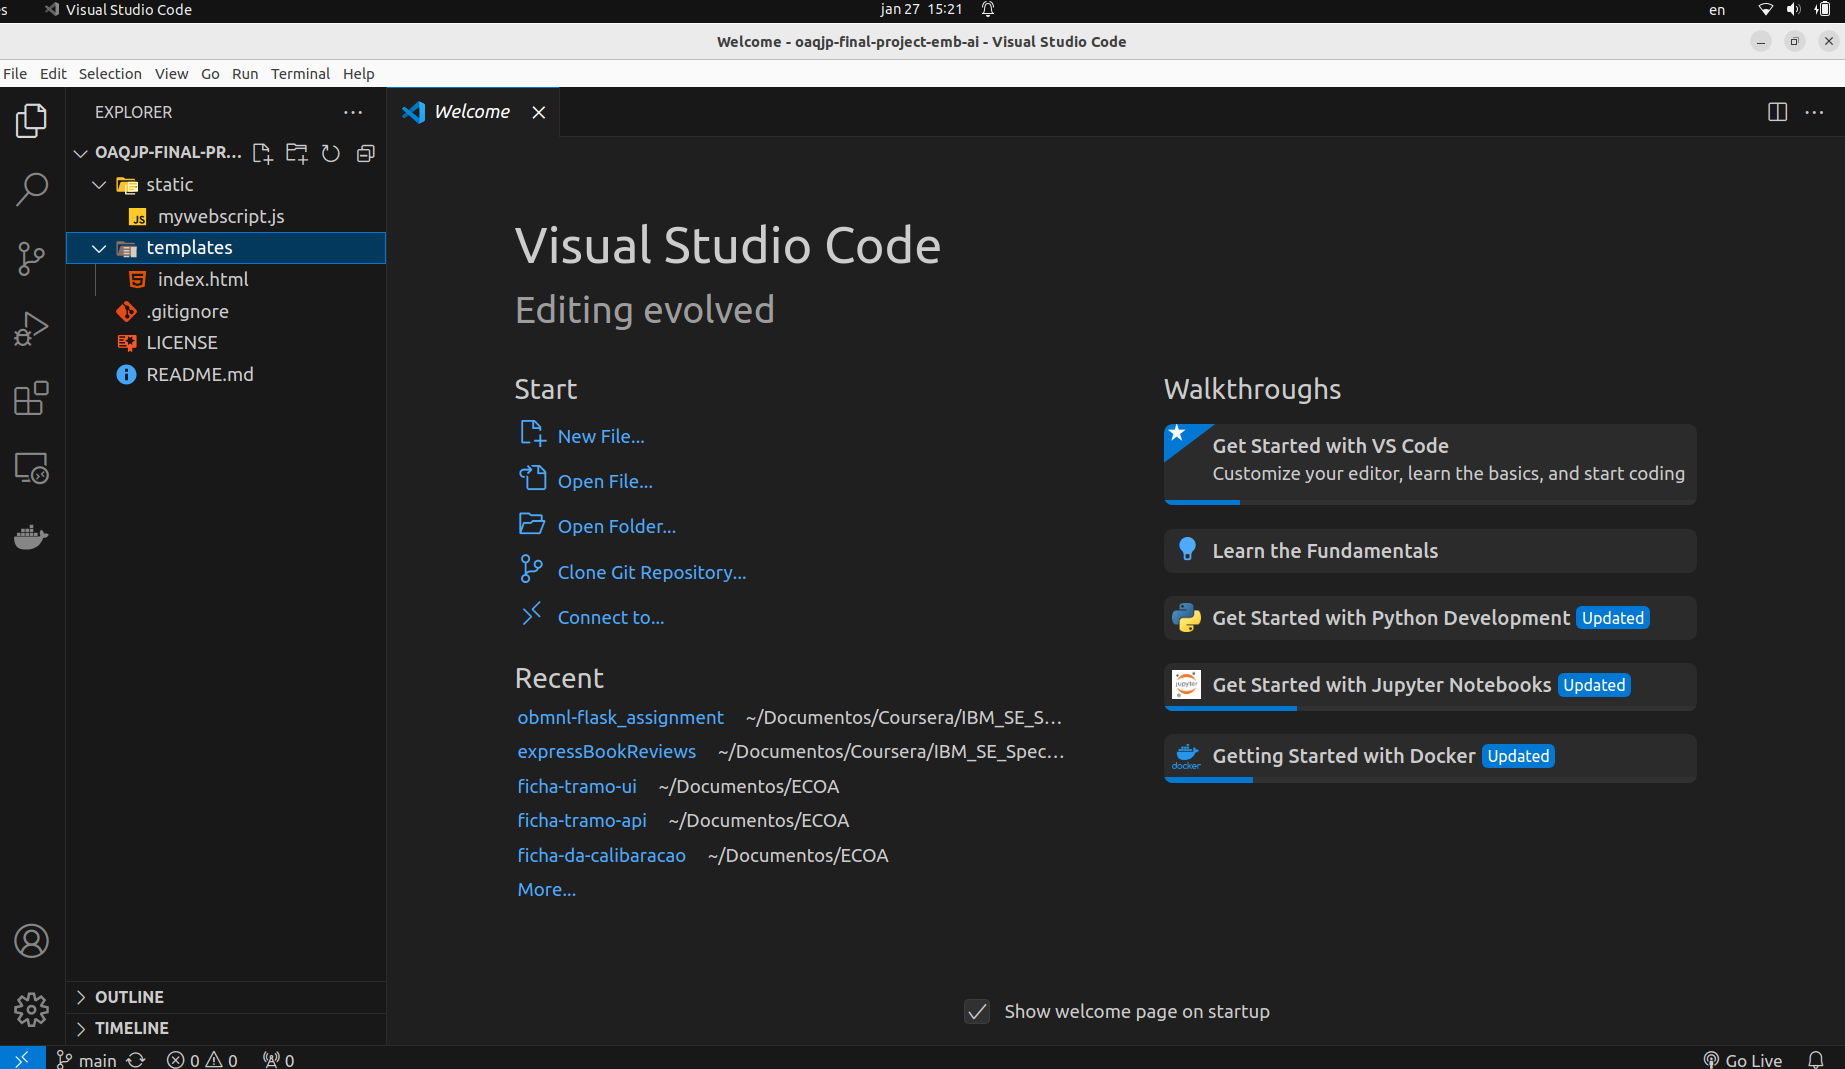 s Visual Studio Code jan 27 15:21 en
Welcome - oaqjp-final-project-emb-ai - Visual Studio Code
File Edit Selection View Go Run Terminal Help
EXPLORER
OAQJP-FINAL-PR...
static
JS mywebscript.js
templates
index.html
.gitignore
LICENSE
README.md
OUTLINE
TIMELINE
Welcome
Visual Studio Code
Editing evolved
Start
New File...
Open File...
Open Folder...
Clone Git Repository...
Connect to...
Recent
obmnl-flask_assignment ~/Documentos/Coursera/IBM_SE_S...
expressBookReviews ~/Documentos/Coursera/IBM_SE_Spec...
ficha-tramo-ui ~/Documentos/ECOA
ficha-tramo-api ~/Documentos/ECOA
ficha-da-calibaracao ~/Documentos/ECOA
More...
Walkthroughs
Get Started with VS Code
Customize your editor, learn the basics, and start coding
Learn the Fundamentals
Get Started with Python Development Updated
jupyter Get Started with Jupyter Notebooks Updated
docker Getting Started with Docker Updated
Show welcome page on startup
main 0 0 0 Go Live